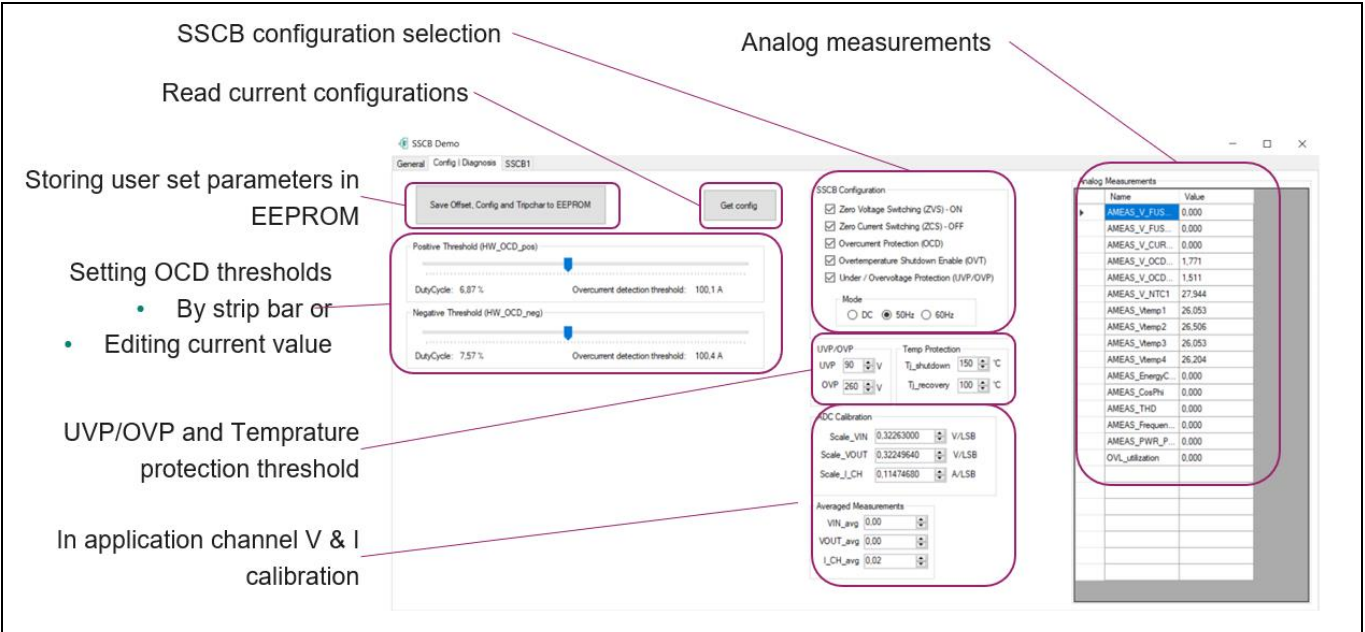 SSCB configuration selection
Analog measurements
Read current configurations
Storing user set parameters in
EEPROM
Setting OCD thresholds
• By strip bar or
• Editing current value
UVP/OVP and Temprature
protection threshold
In application channel V & I
calibration
SSCB Demo
General Config | Diagnosis SSCB1
Save Offset, Config and Tripchar to EEPROM
Get config
Positive Threshold (HW_OCD_pos)
DutyCycle: 6,87 % Overcurrent detection threshold: 100,1 A
Negative Threshold (HW_OCD_neg)
DutyCycle: 7,57 % Overcurrent detection threshold: 100,4 A
SSCB Configuration
Zero Voltage Switching (ZVS) - ON
Zero Current Switching (ZCS) - OFF
Overcurrent Protection (OCD)
Overtemperature Shutdown Enable (OVT)
Under / Overvoltage Protection (UVP/OVP)
Mode
DC 50Hz 60Hz
UVP/OVP
UVP 90 V
OVP 260 V
Temp Protection
Tj_shutdown 150 °C
Tj_recovery 100 °C
ADC Calibration
Scale_VIN 0,32263000 V/LSB
Scale_VOUT 0,32249640 V/LSB
Scale_I_CH 0,11474680 A/LSB
Averaged Measurements
VIN_avg 0,00
VOUT_avg 0,00
I_CH_avg 0,02
Analog Measurements
Name Value
AMEAS_V_FUS... 0,000
AMEAS_V_FUS... 0,000
AMEAS_V_CUR... 0,000
AMEAS_V_OCD... 1,771
AMEAS_V_OCD... 1,511
AMEAS_V_NTC1 27,944
AMEAS_Vtemp1 26,053
AMEAS_Vtemp2 26,506
AMEAS_Vtemp3 26,053
AMEAS_Vtemp4 26,204
AMEAS_EnergyC... 0,000
AMEAS_CosPhi 0,000
AMEAS_THD 0,000
AMEAS_Frequen... 0,000
AMEAS_PWR_P... 0,000
OVL_utilization 0,000